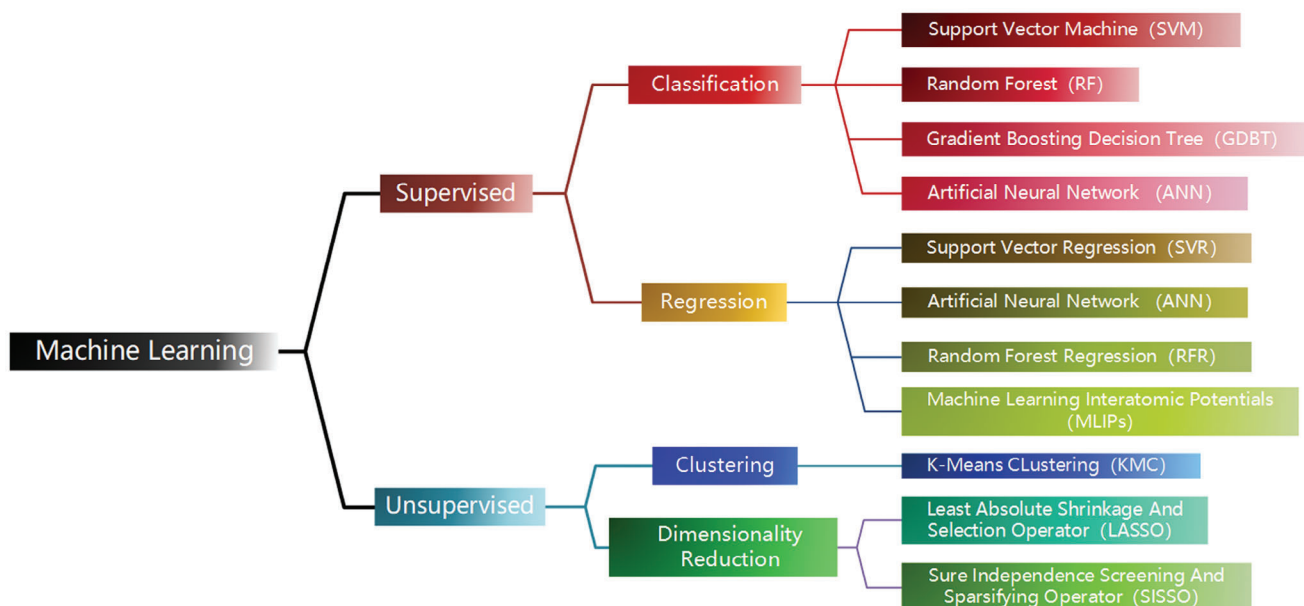 Machine Learning
Supervised
Classification
Support Vector Machine (SVM)
Random Forest (RF)
Gradient Boosting Decision Tree (GDBT)
Artificial Neural Network (ANN)
Regression
Support Vector Regression (SVR)
Artificial Neural Network (ANN)
Random Forest Regression (RFR)
Machine Learning Interatomic Potentials
(MLIPs)
Unsupervised
Clustering
K-Means CLustering (KMC)
Dimensionality
Reduction
Least Absolute Shrinkage And
Selection Operator (LASSO)
Sure Independence Screening And
Sparsifying Operator (SISSO)